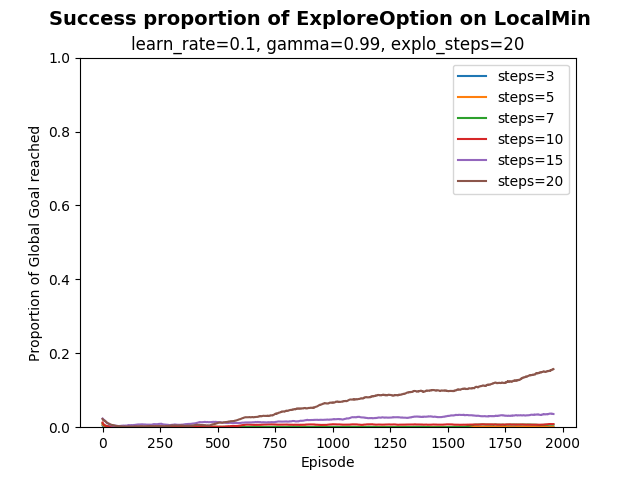 Success proportion of ExploreOption on LocalMin
learn_rate=0.1, gamma=0.99, explo_steps=20
Proportion of Global Goal reached
1.0
0.8
0.6
0.4
0.2
0.0
steps=3
steps=5
steps=7
steps=10
steps=15
steps=20
0 250 500 750 1000 1250 1500 1750 2000
Episode